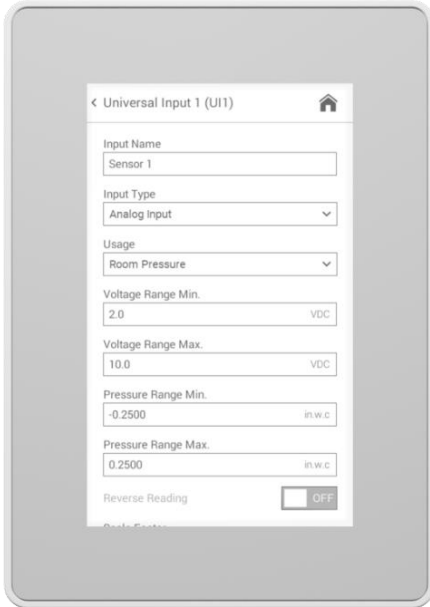 Universal Input 1 (UI1)
Input Name
Sensor 1
Input Type
Analog Input
Usage
Room Pressure
Voltage Range Min.
2.0 VDC
Voltage Range Max.
10.0 VDC
Pressure Range Min.
-0.2500 in.w.c
Pressure Range Max.
0.2500 in.w.c
Reverse Reading OFF